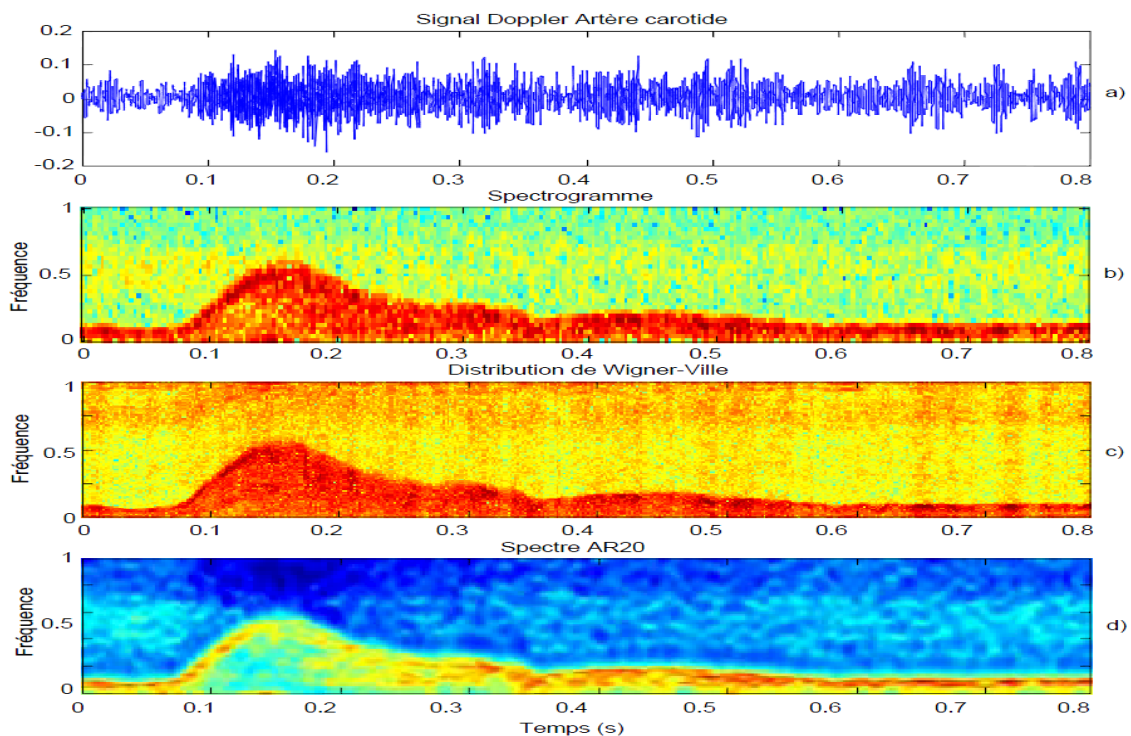 Signal Doppler Artère carotide
0.2
0.1
0
-0.1
-0.2
a)
0 0.1 0.2 0.3 0.4 0.5 0.6 0.7 0.8
Spectrogramme
1
0.5
0
Fréquence
b)
0 0.1 0.2 0.3 0.4 0.5 0.6 0.7 0.8
Distribution de Wigner-Ville
1
0.5
0
Fréquence
c)
0 0.1 0.2 0.3 0.4 0.5 0.6 0.7 0.8
Spectre AR20
1
0.5
0
Fréquence
d)
0 0.1 0.2 0.3 0.4 0.5 0.6 0.7 0.8
Temps (s)